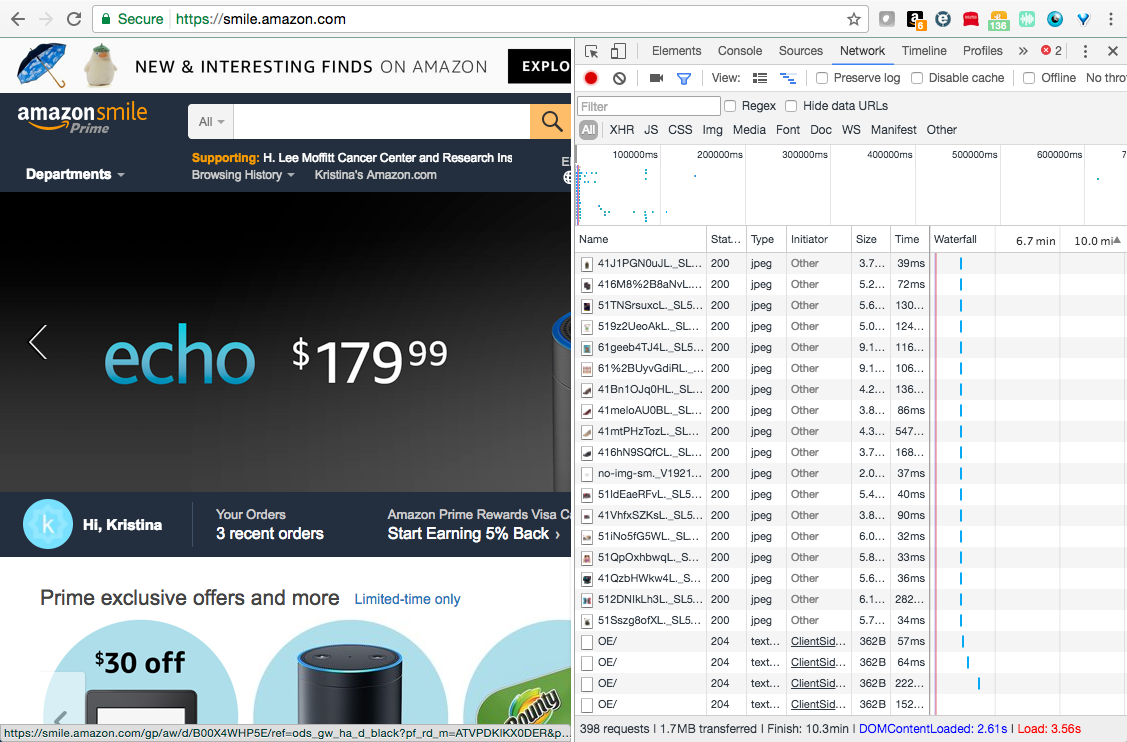 Secure https://smile.amazon.com
6
136
NEW & INTERESTING FINDS ON AMAZON EXPLO
amazonsmile
Prime
All
Supporting: H. Lee Moffitt Cancer Center and Research Ins
Departments Browsing History Kristina's Amazon.com
echo $179 99
k Hi, Kristina
Your Orders
3 recent orders
Amazon Prime Rewards Visa Ca
Start Earning 5% Back ›
Prime exclusive offers and more Limited-time only
$30 off
Bounty
https://smile.amazon.com/gp/aw/d/B00X4WHP5E/ref=ods_gw_ha_d_black?pf_rd_m=ATVPDKIKX0DER&p...
Elements Console Sources Network Timeline Profiles » 2
View: Preserve log Disable cache Offline No thro
Filter Regex Hide data URLs
All XHR JS CSS Img Media Font Doc WS Manifest Other
100000ms 200000ms 300000ms 400000ms 500000ms 600000ms 7
Name Stat... Type Initiator Size Time Waterfall 6.7 min 10.0 mi
41J1PGN0uJL._SL... 200 jpeg Other 3.7... 39ms
416M8%2B8aNvL.... 200 jpeg Other 5.2... 72ms
51TNSrsuxcL._SL5... 200 jpeg Other 5.6... 130...
519z2UeoAkL._SL... 200 jpeg Other 5.0... 124...
61geeb4TJ4L._SL5... 200 jpeg Other 9.1... 116...
61%2BUyvGdiRL._... 200 jpeg Other 9.1... 106...
41Bn1OJq0HL._SL... 200 jpeg Other 4.2... 136...
41meloAU0BL._SL... 200 jpeg Other 3.8... 86ms
41mtPHzTozL._SL... 200 jpeg Other 4.3... 547...
416hN9SQfCL._SL... 200 jpeg Other 3.7... 168...
no-img-sm._V1921... 200 jpeg Other 2.0... 37ms
51ldEaeRFvL._SL5... 200 jpeg Other 5.4... 40ms
41VhfxSZKsL._SL5... 200 jpeg Other 3.8... 90ms
51iNo5fG5WL._SL... 200 jpeg Other 6.0... 32ms
51QpOxhbwqL._S... 200 jpeg Other 5.8... 33ms
41QzbHWkw4L._S... 200 jpeg Other 5.6... 36ms
512DNIkLh3L._SL5... 200 jpeg Other 6.1... 282...
51Sszg8ofXL._SL5... 200 jpeg Other 5.7... 34ms
OE/ 204 text... ClientSid... 362B 57ms
OE/ 204 text... ClientSid... 362B 64ms
OE/ 204 text... ClientSid... 362B 222...
OE/ 204 text... ClientSid... 362B 152...
398 requests | 1.7MB transferred | Finish: 10.3min | DOMContentLoaded: 2.61s | Load: 3.56s